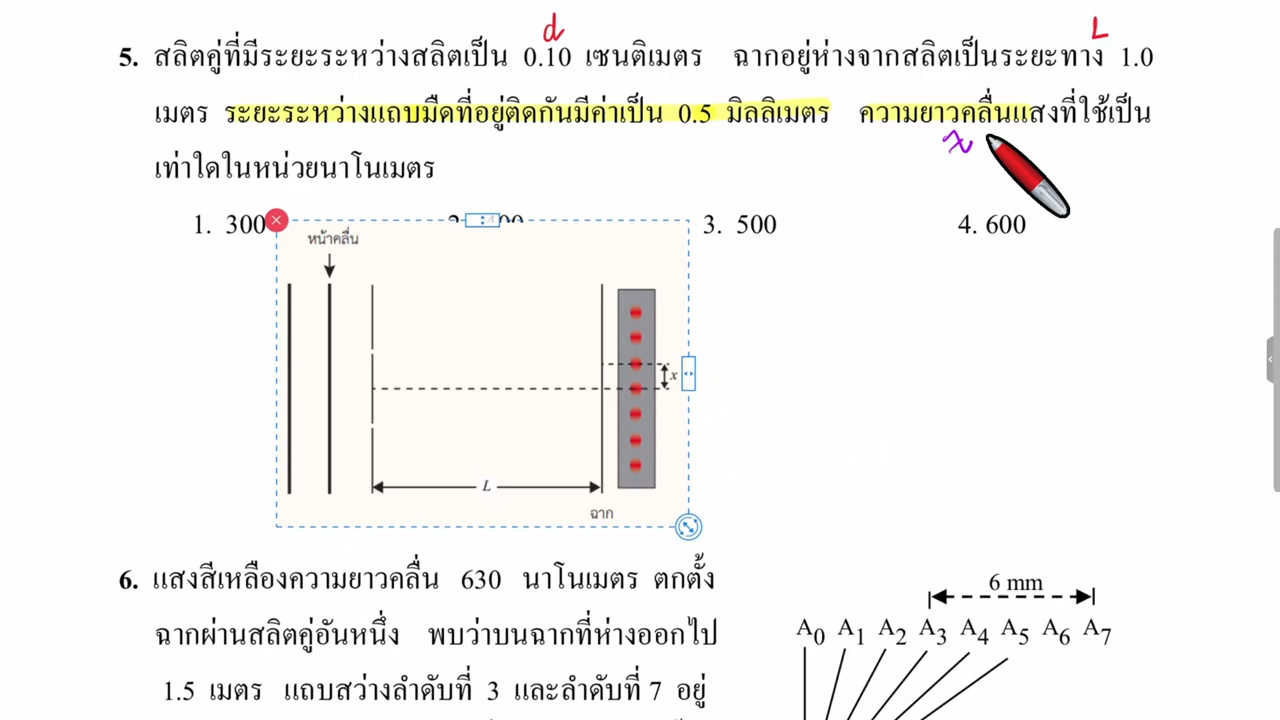 d
L
5. สลิตคู่ที่มีระยะระหว่างสลิตเป็น 0.10 เซนติเมตร ฉากอยู่ห่างจากสลิตเป็นระยะทาง 1.0
เมตร ระยะระหว่างแถบมืดที่อยู่ติดกันมีค่าเป็น 0.5 มิลลิเมตร ความยาวคลื่นแสงที่ใช้เป็น
เท่าใดในหน่วยนาโนเมตร
1. 300 3. 500 4. 600
หน้าคลื่น
x
L
ฉาก
6. แสงสีเหลืองความยาวคลื่น 630 นาโนเมตร ตกตั้ง
ฉากผ่านสลิตคู่อันหนึ่ง พบว่าบนฉากที่ห่างออกไป
1.5 เมตร แถบสว่างลำดับที่ 3 และลำดับที่ 7 อยู่
6 mm
A0 A1 A2 A3 A4 A5 A6 A7